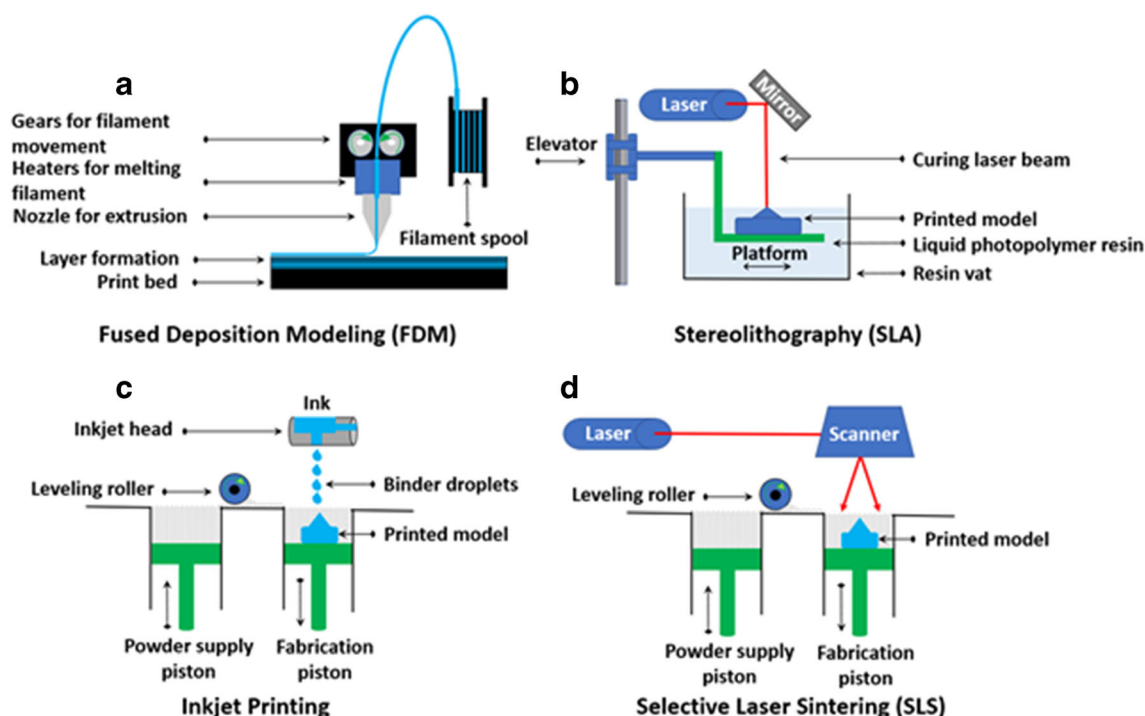 a
Gears for filament
movement
Heaters for melting
filament
Nozzle for extrusion
Filament spool
Layer formation
Print bed
Fused Deposition Modeling (FDM)
b
Laser
Mirror
Elevator
Curing laser beam
Printed model
Liquid photopolymer resin
Platform
Resin vat
Stereolithography (SLA)
c
Ink
Inkjet head
Leveling roller
Binder droplets
Printed model
Powder supply
piston
Fabrication
piston
Inkjet Printing
d
Laser
Scanner
Leveling roller
Printed model
Powder supply
piston
Fabrication
piston
Selective Laser Sintering (SLS)